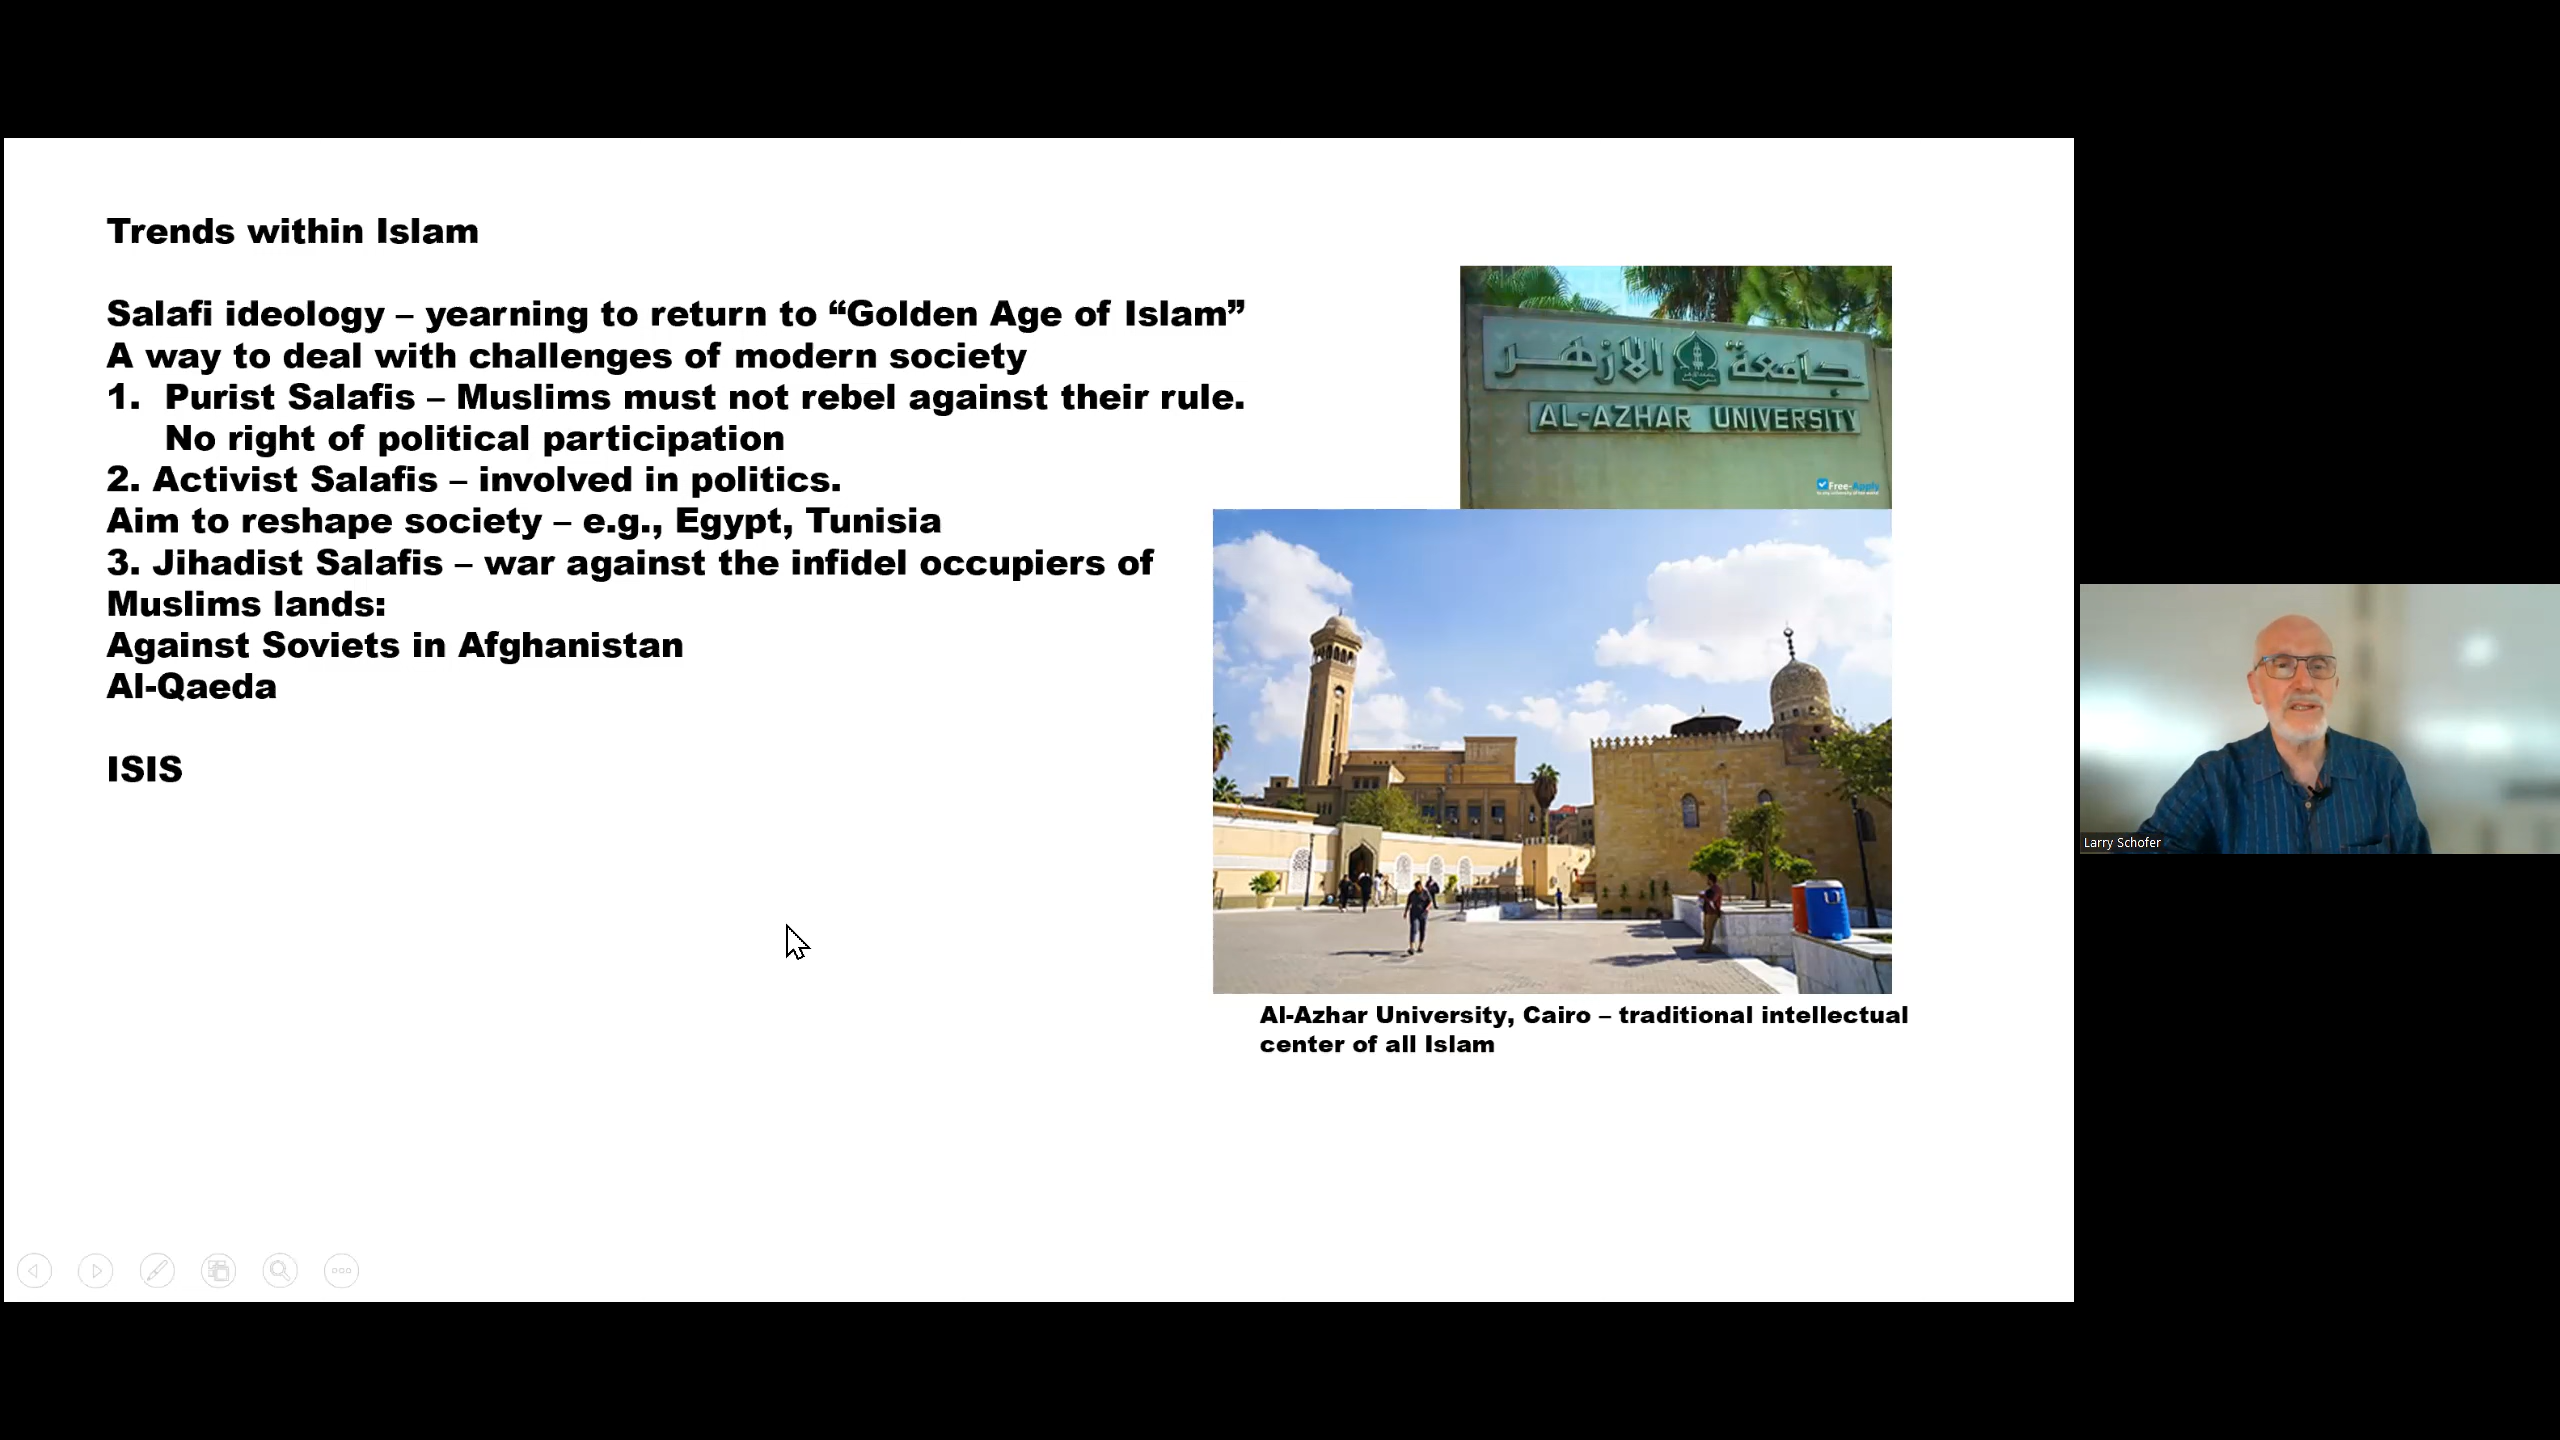 Trends within Islam
Salafi ideology – yearning to return to “Golden Age of Islam”
A way to deal with challenges of modern society
1. Purist Salafis – Muslims must not rebel against their rule.
No right of political participation
2. Activist Salafis – involved in politics.
Aim to reshape society – e.g., Egypt, Tunisia
3. Jihadist Salafis – war against the infidel occupiers of
Muslims lands:
Against Soviets in Afghanistan
Al-Qaeda
ISIS
جامعة الازهر
AL-AZHAR UNIVERSITY
Free-Apply
Al-Azhar University, Cairo – traditional intellectual
center of all Islam
Larry Schofer